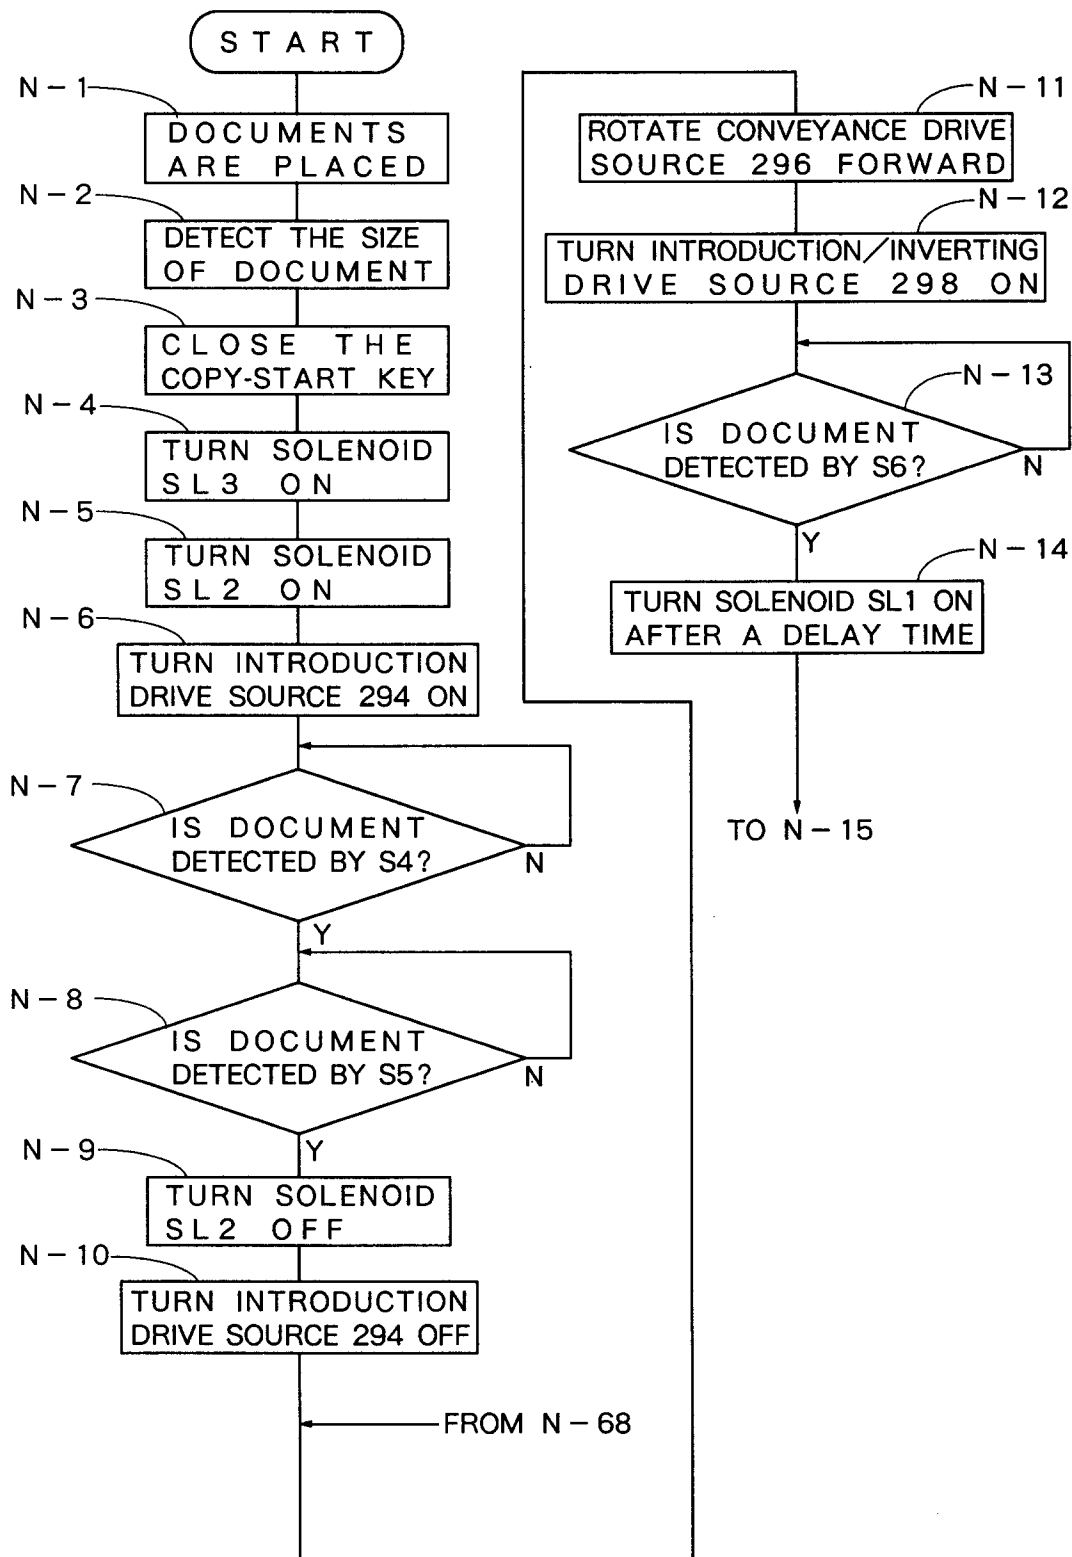 START
N-1
DOCUMENTS
ARE PLACED
N-2
DETECT THE SIZE
OF DOCUMENT
N-3
CLOSE THE
COPY-START KEY
N-4
TURN SOLENOID
SL3 ON
N-5
TURN SOLENOID
SL2 ON
N-6
TURN INTRODUCTION
DRIVE SOURCE 294 ON
N-7
IS DOCUMENT
DETECTED BY S4?
N
Y
N-8
IS DOCUMENT
DETECTED BY S5?
N
Y
N-9
TURN SOLENOID
SL2 OFF
N-10
TURN INTRODUCTION
DRIVE SOURCE 294 OFF
FROM N-68
N-11
ROTATE CONVEYANCE DRIVE
SOURCE 296 FORWARD
N-12
TURN INTRODUCTION/INVERTING
DRIVE SOURCE 298 ON
N-13
IS DOCUMENT
DETECTED BY S6?
N
Y
N-14
TURN SOLENOID SL1 ON
AFTER A DELAY TIME
TO N-15